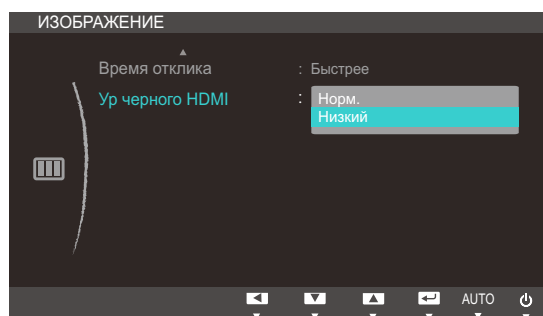 ИЗОБРАЖЕНИЕ
Время отклика : Быстрее
Ур черного HDMI : Норм.
Низкий
AUTO